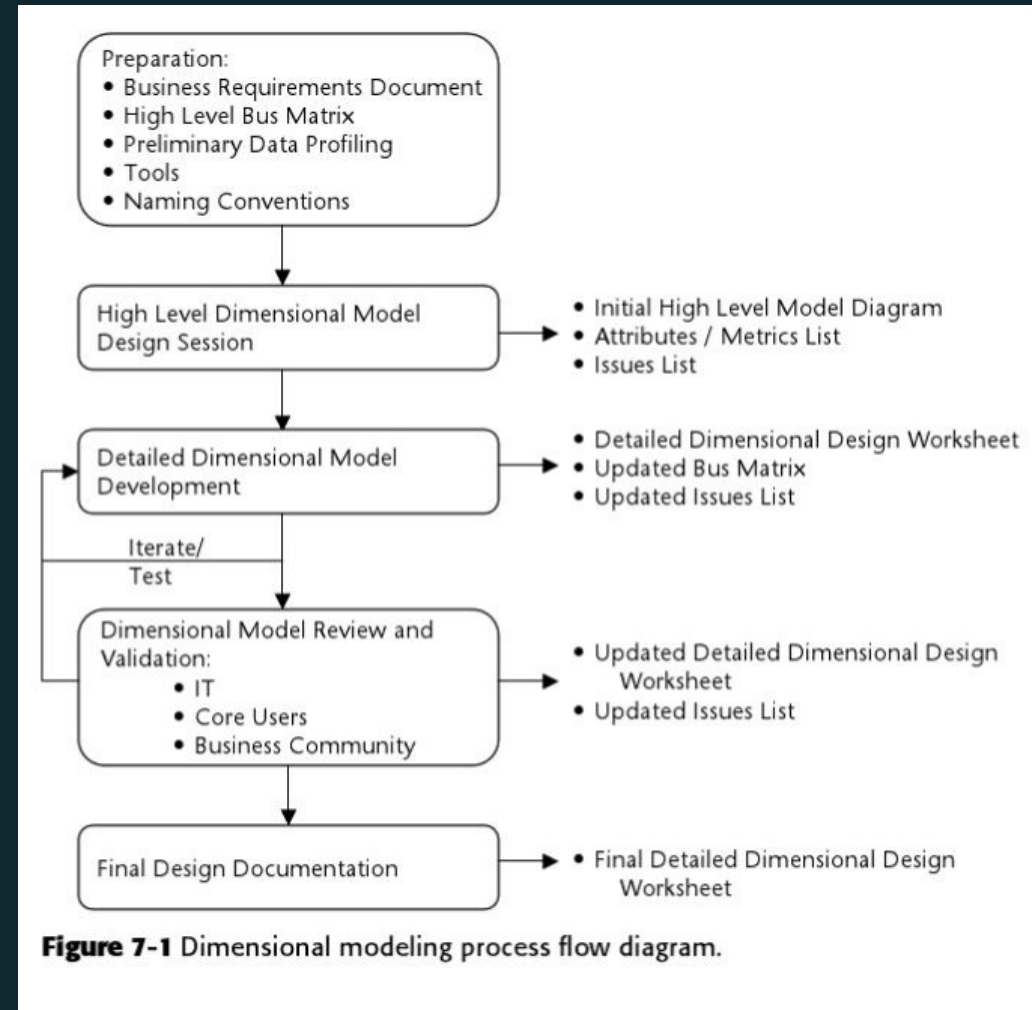 Preparation:
• Business Requirements Document
• High Level Bus Matrix
• Preliminary Data Profiling
• Tools
• Naming Conventions
High Level Dimensional Model
Design Session
• Initial High Level Model Diagram
• Attributes / Metrics List
• Issues List
Detailed Dimensional Model
Development
• Detailed Dimensional Design Worksheet
• Updated Bus Matrix
• Updated Issues List
Iterate/
Test
Dimensional Model Review and
Validation:
• IT
• Core Users
• Business Community
• Updated Detailed Dimensional Design
Worksheet
• Updated Issues List
Final Design Documentation
• Final Detailed Dimensional Design
Worksheet
Figure 7-1 Dimensional modeling process flow diagram.